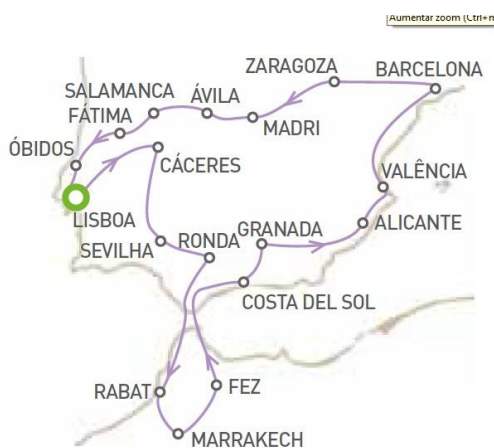 Aumentar zoom (Ctrl+
ZARAGOZA
BARCELONA
SALAMANCA
ÁVILA
FÁTIMA
MADRI
ÓBIDOS
CÁCERES
VALÊNCIA
LISBOA
GRANADA
ALICANTE
SEVILHA
RONDA
COSTA DEL SOL
RABAT
FEZ
MARRAKECH